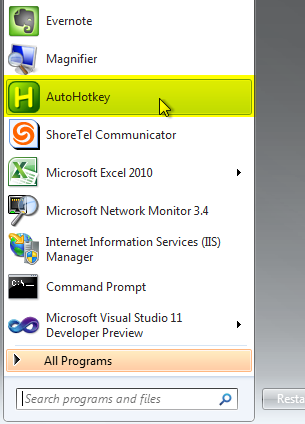 Evernote
Magnifier
AutoHotkey
ShoreTel Communicator
Microsoft Excel 2010
Microsoft Network Monitor 3.4
Internet Information Services (IIS)
Manager
Command Prompt
Microsoft Visual Studio 11
Developer Preview
All Programs
Search programs and files
Resta